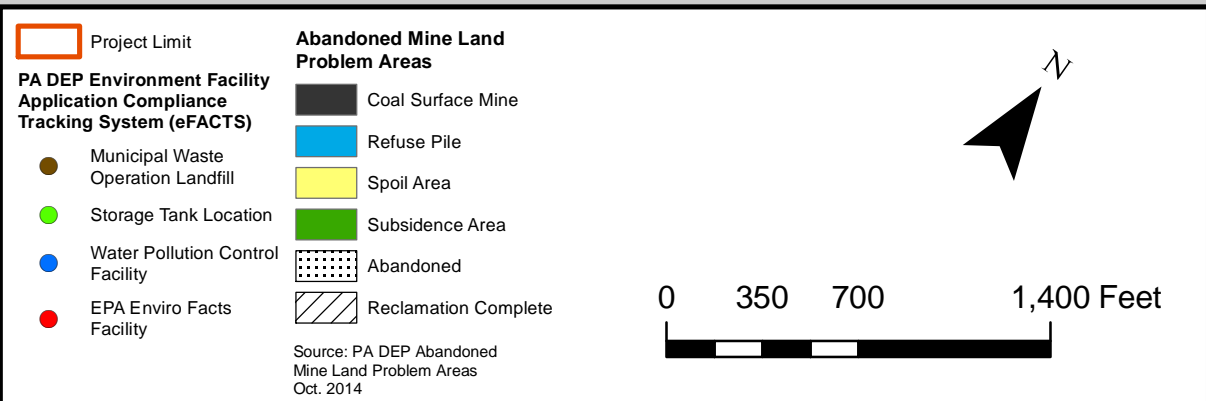 Project Limit
PA DEP Environment Facility
Application Compliance
Tracking System (eFACTS)
Municipal Waste
Operation Landfill
Storage Tank Location
Water Pollution Control
Facility
EPA Enviro Facts
Facility
Abandoned Mine Land
Problem Areas
Coal Surface Mine
Refuse Pile
Spoil Area
Subsidence Area
Abandoned
Reclamation Complete
Source: PA DEP Abandoned
Mine Land Problem Areas
Oct. 2014
N
0 350 700 1,400 Feet